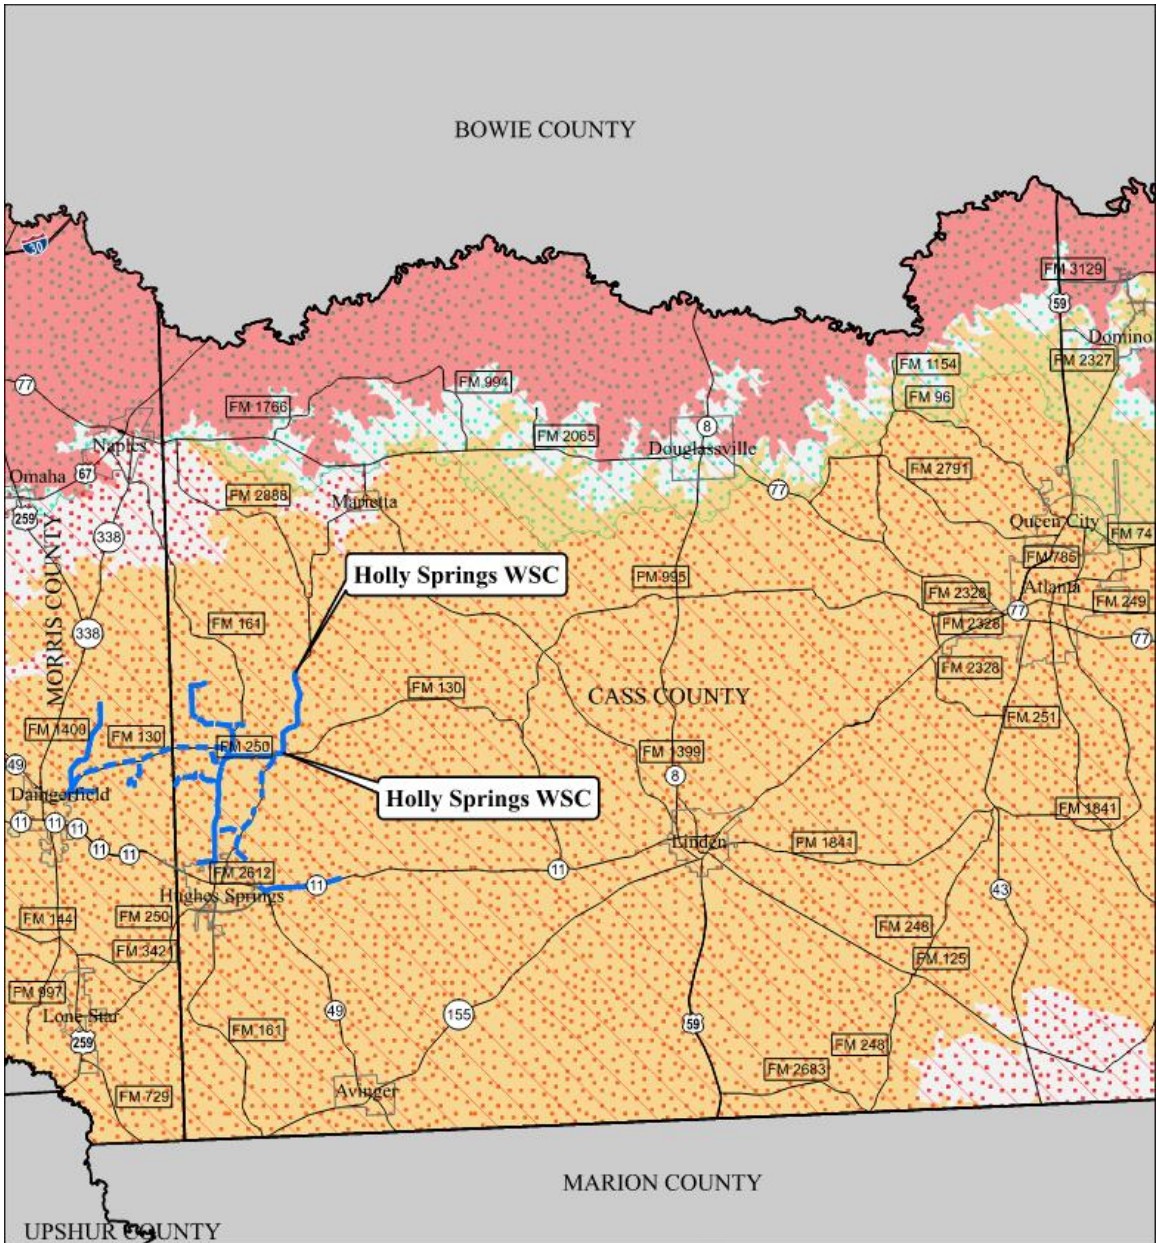 BOWIE COUNTY
30
FM 3129
59
Domino
FM 2327
FM 1154
FM 994
77
FM 96
FM 1766
8
FM 2065
Naples
Douglassville
67
Omaha
FM 2791
77
FM 2888
Marietta
259
Queen City
338
FM 74
FM 785
Holly Springs WSC
FM 995
Atlanta
FM 2328
FM 249
77
FM 161
FM 2328
338
77
MORRIS COUNTY
FM 2328
FM 130
CASS COUNTY
FM 251
FM 1409
FM 130
FM 250
FM 1399
49
8
Daingerfield
Holly Springs WSC
FM 1841
11
11
11
Linden
FM 1841
11
11
11
FM 2612
11
43
Hughes Springs
FM 144
FM 250
FM 248
FM 3421
FM 125
FM 997
49
155
Lone Star
59
FM 161
259
FM 248
FM 2683
FM 729
Avinger
MARION COUNTY
UPSHUR COUNTY